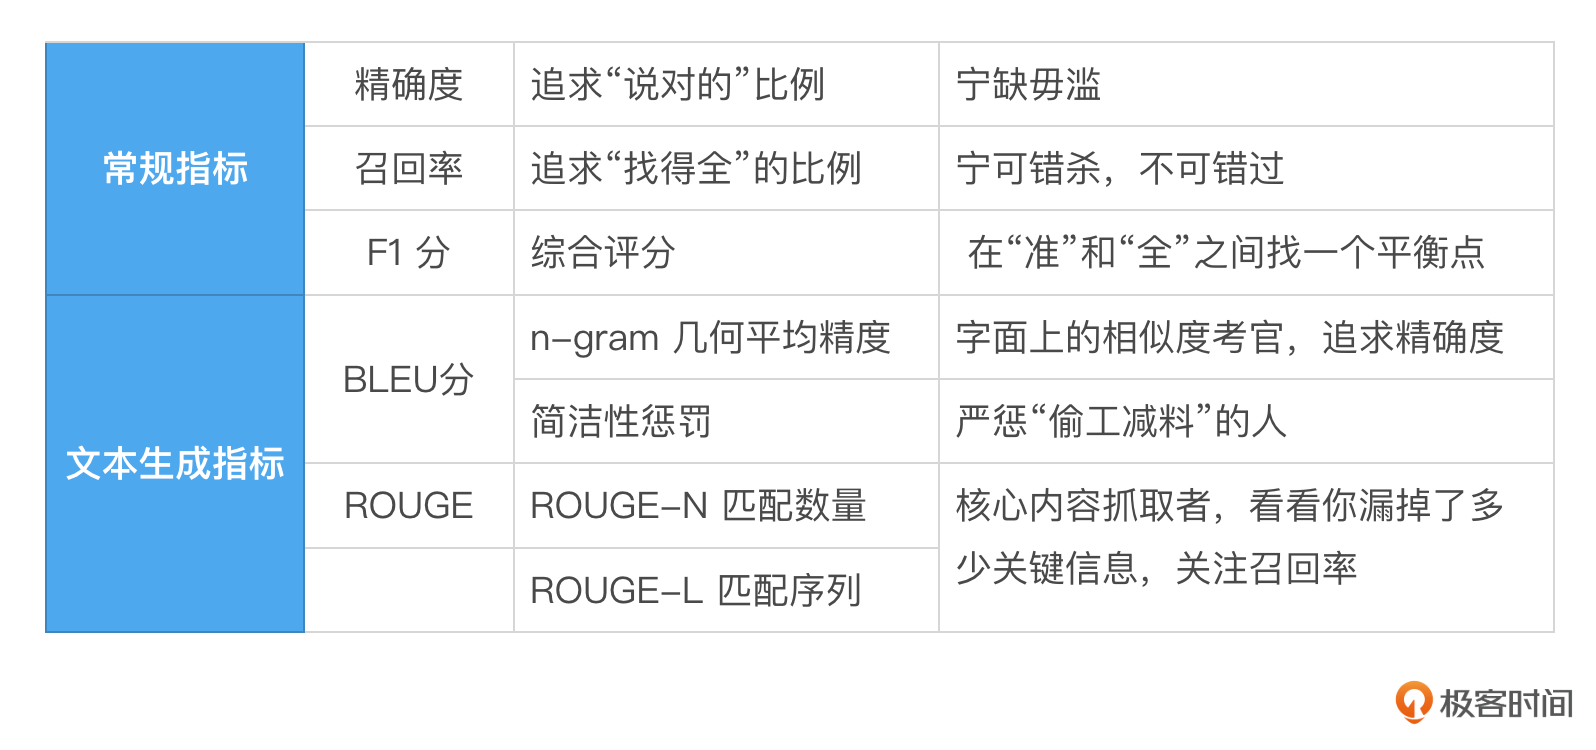 常规指标
精确度
追求“说对的”比例
宁缺毋滥
召回率
追求“找得全”的比例
宁可错杀，不可错过
F1 分
综合评分
在“准”和“全”之间找一个平衡点
文本生成指标
BLEU分
n-gram 几何平均精度
字面上的相似度考官，追求精确度
简洁性惩罚
严惩“偷工减料”的人
ROUGE
ROUGE-N 匹配数量
核心内容抓取者，看看你漏掉了多
少关键信息，关注召回率
ROUGE-L 匹配序列
极客时间